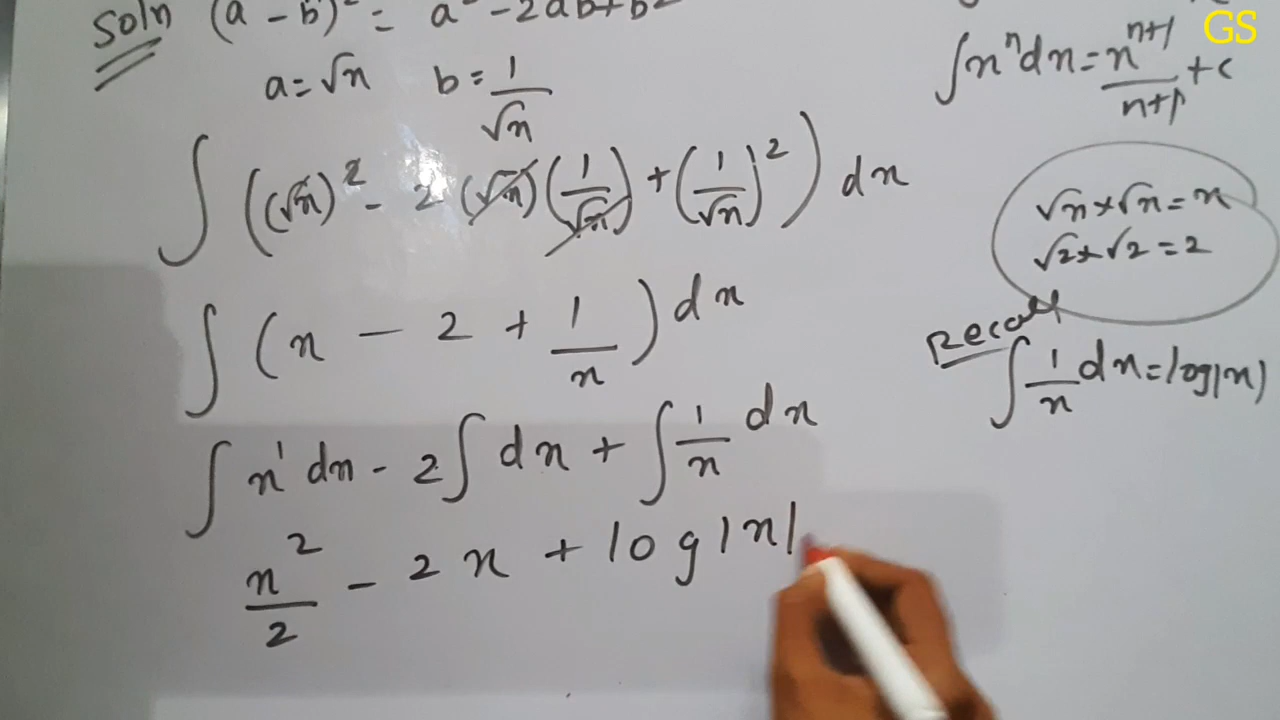 Soln (a - b)² = a² - 2ab + b²
a = √x b = 1/√x
∫ ((√x)² - 2 (√x) (1/√x) + (1/√x)²) dx
∫ (x - 2 + 1/x) dx
∫ x¹ dx - 2 ∫ dx + ∫ 1/x dx
x²/2 - 2x + log|x|
GS
∫ xⁿ dx = xⁿ⁺¹/n+1 + c
√x × √x = x
√2 × √2 = 2
Recall
∫ 1/x dx = log|x|